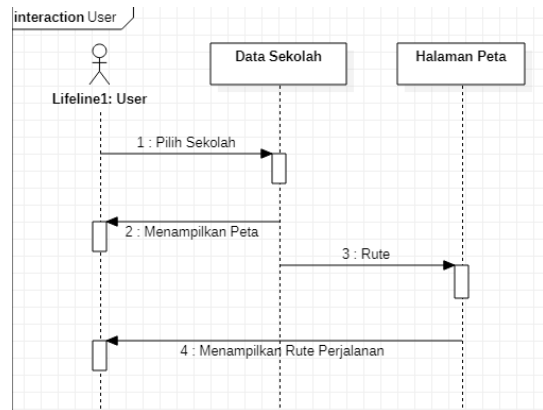 interaction User
Data Sekolah
Halaman Peta
Lifeline1: User
1 : Pilih Sekolah
2 : Menampilkan Peta
3 : Rute
4 : Menampilkan Rute Perjalanan